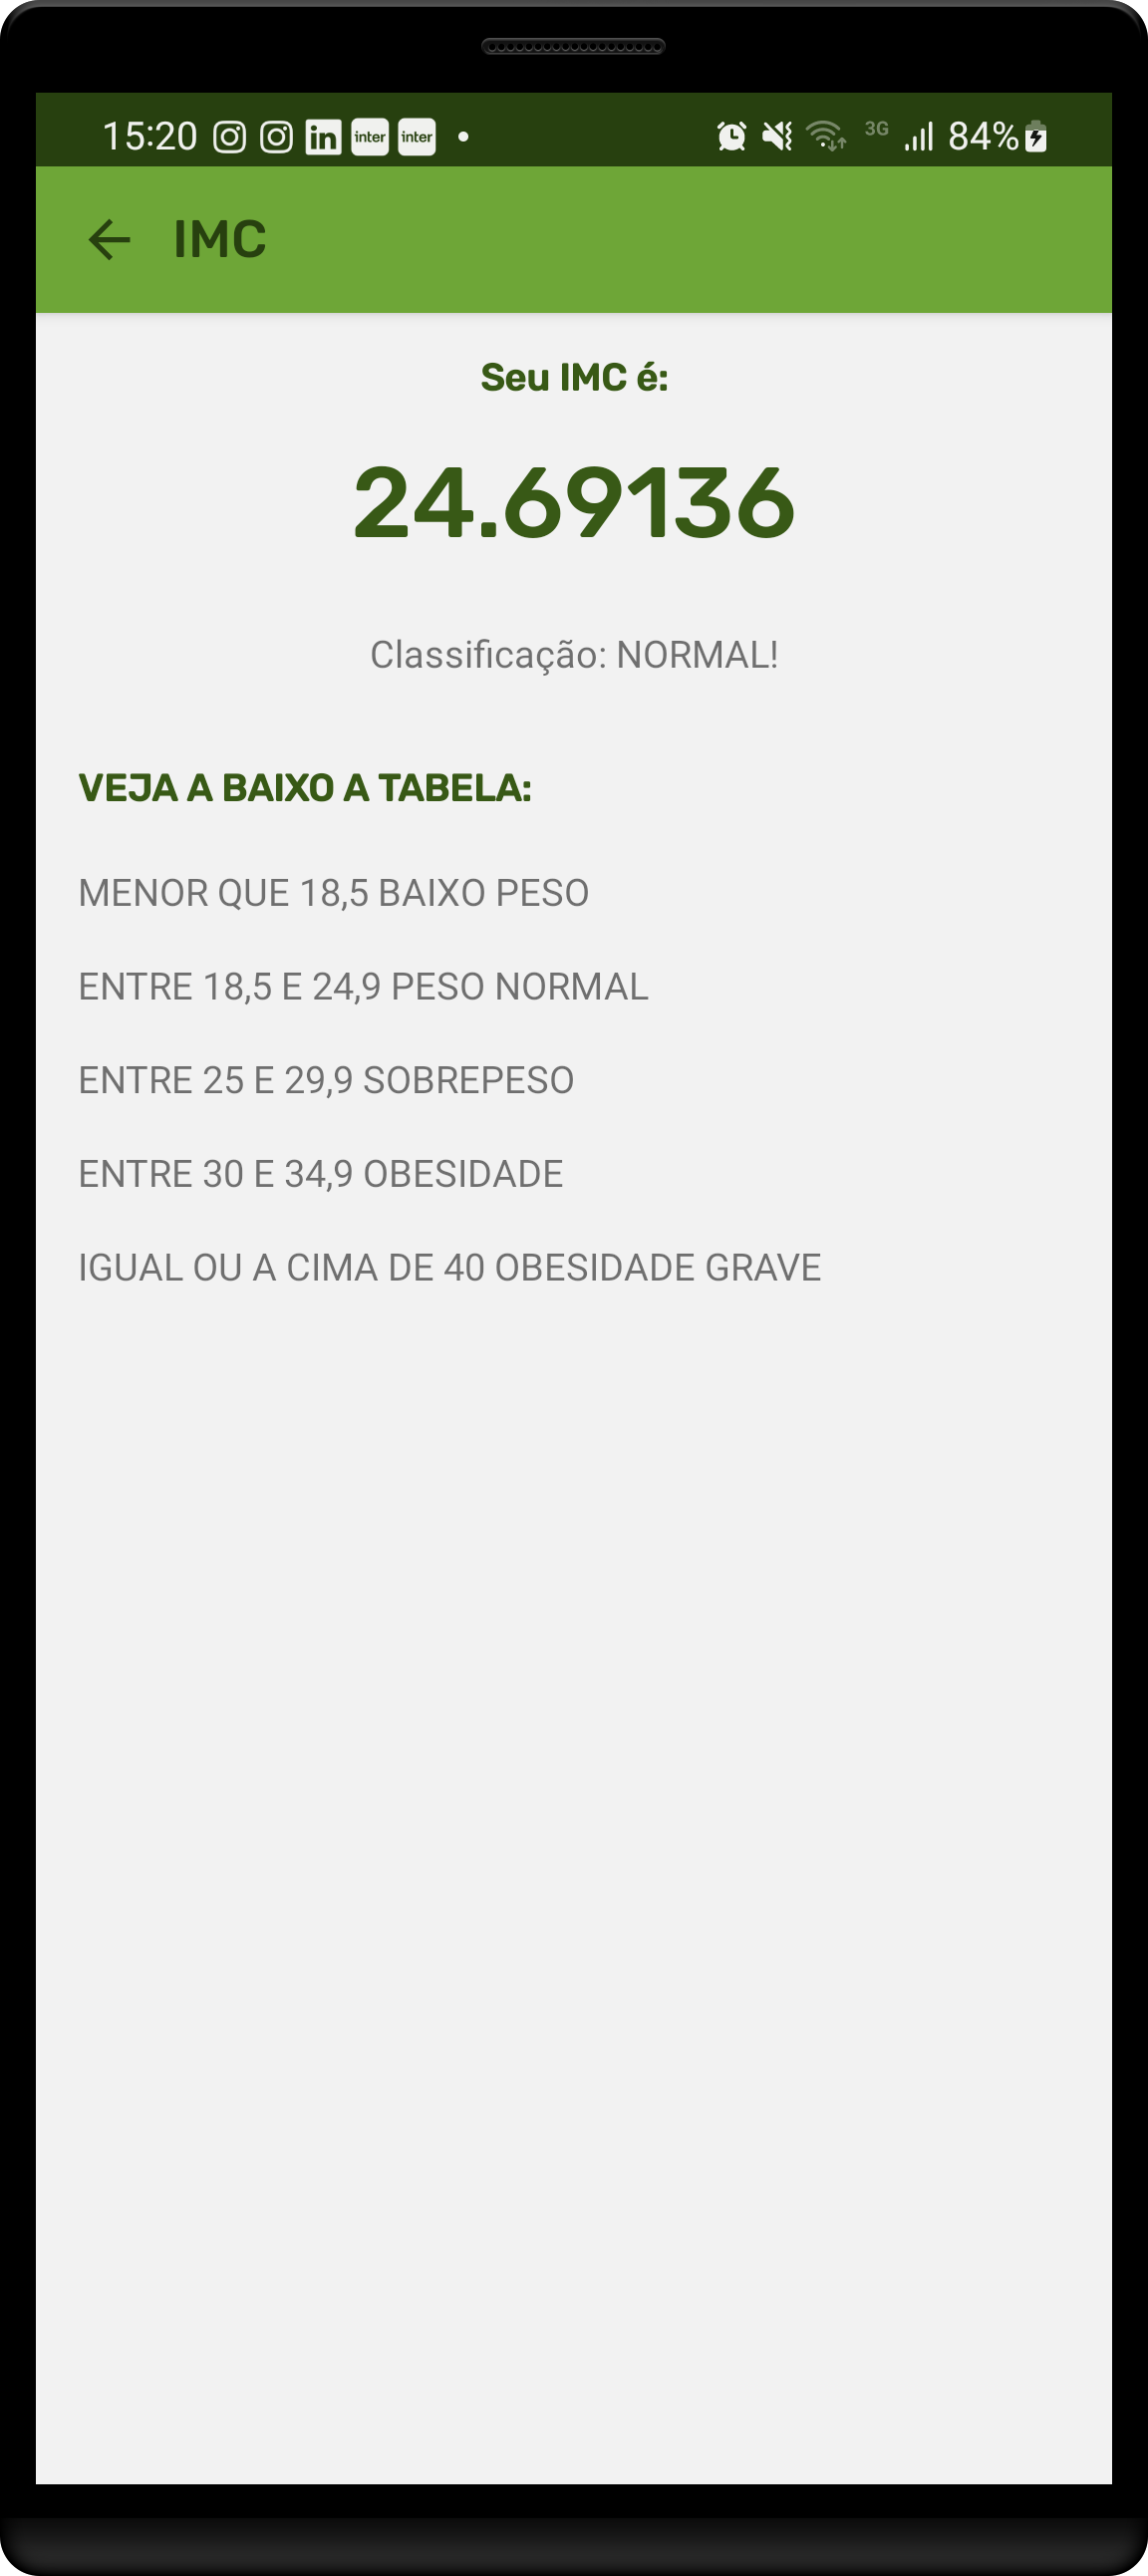 15:20 in inter inter 3G 84%
IMC
Seu IMC é:
24.69136
Classificação: NORMAL!
VEJA A BAIXO A TABELA:
MENOR QUE 18,5 BAIXO PESO
ENTRE 18,5 E 24,9 PESO NORMAL
ENTRE 25 E 29,9 SOBREPESO
ENTRE 30 E 34,9 OBESIDADE
IGUAL OU A CIMA DE 40 OBESIDADE GRAVE